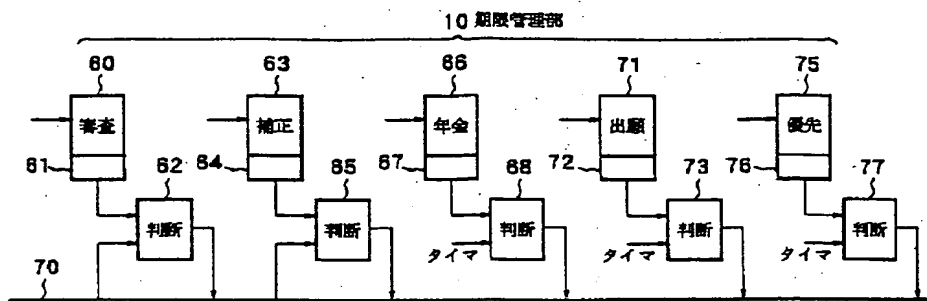 10 期限管理部
60 63 66 71 75
審査 補正 年金 出願 優先
61 62 64 65 67 68 72 73 76 77
判断 判断 判断 判断 判断
タイマ タイマ タイマ
70